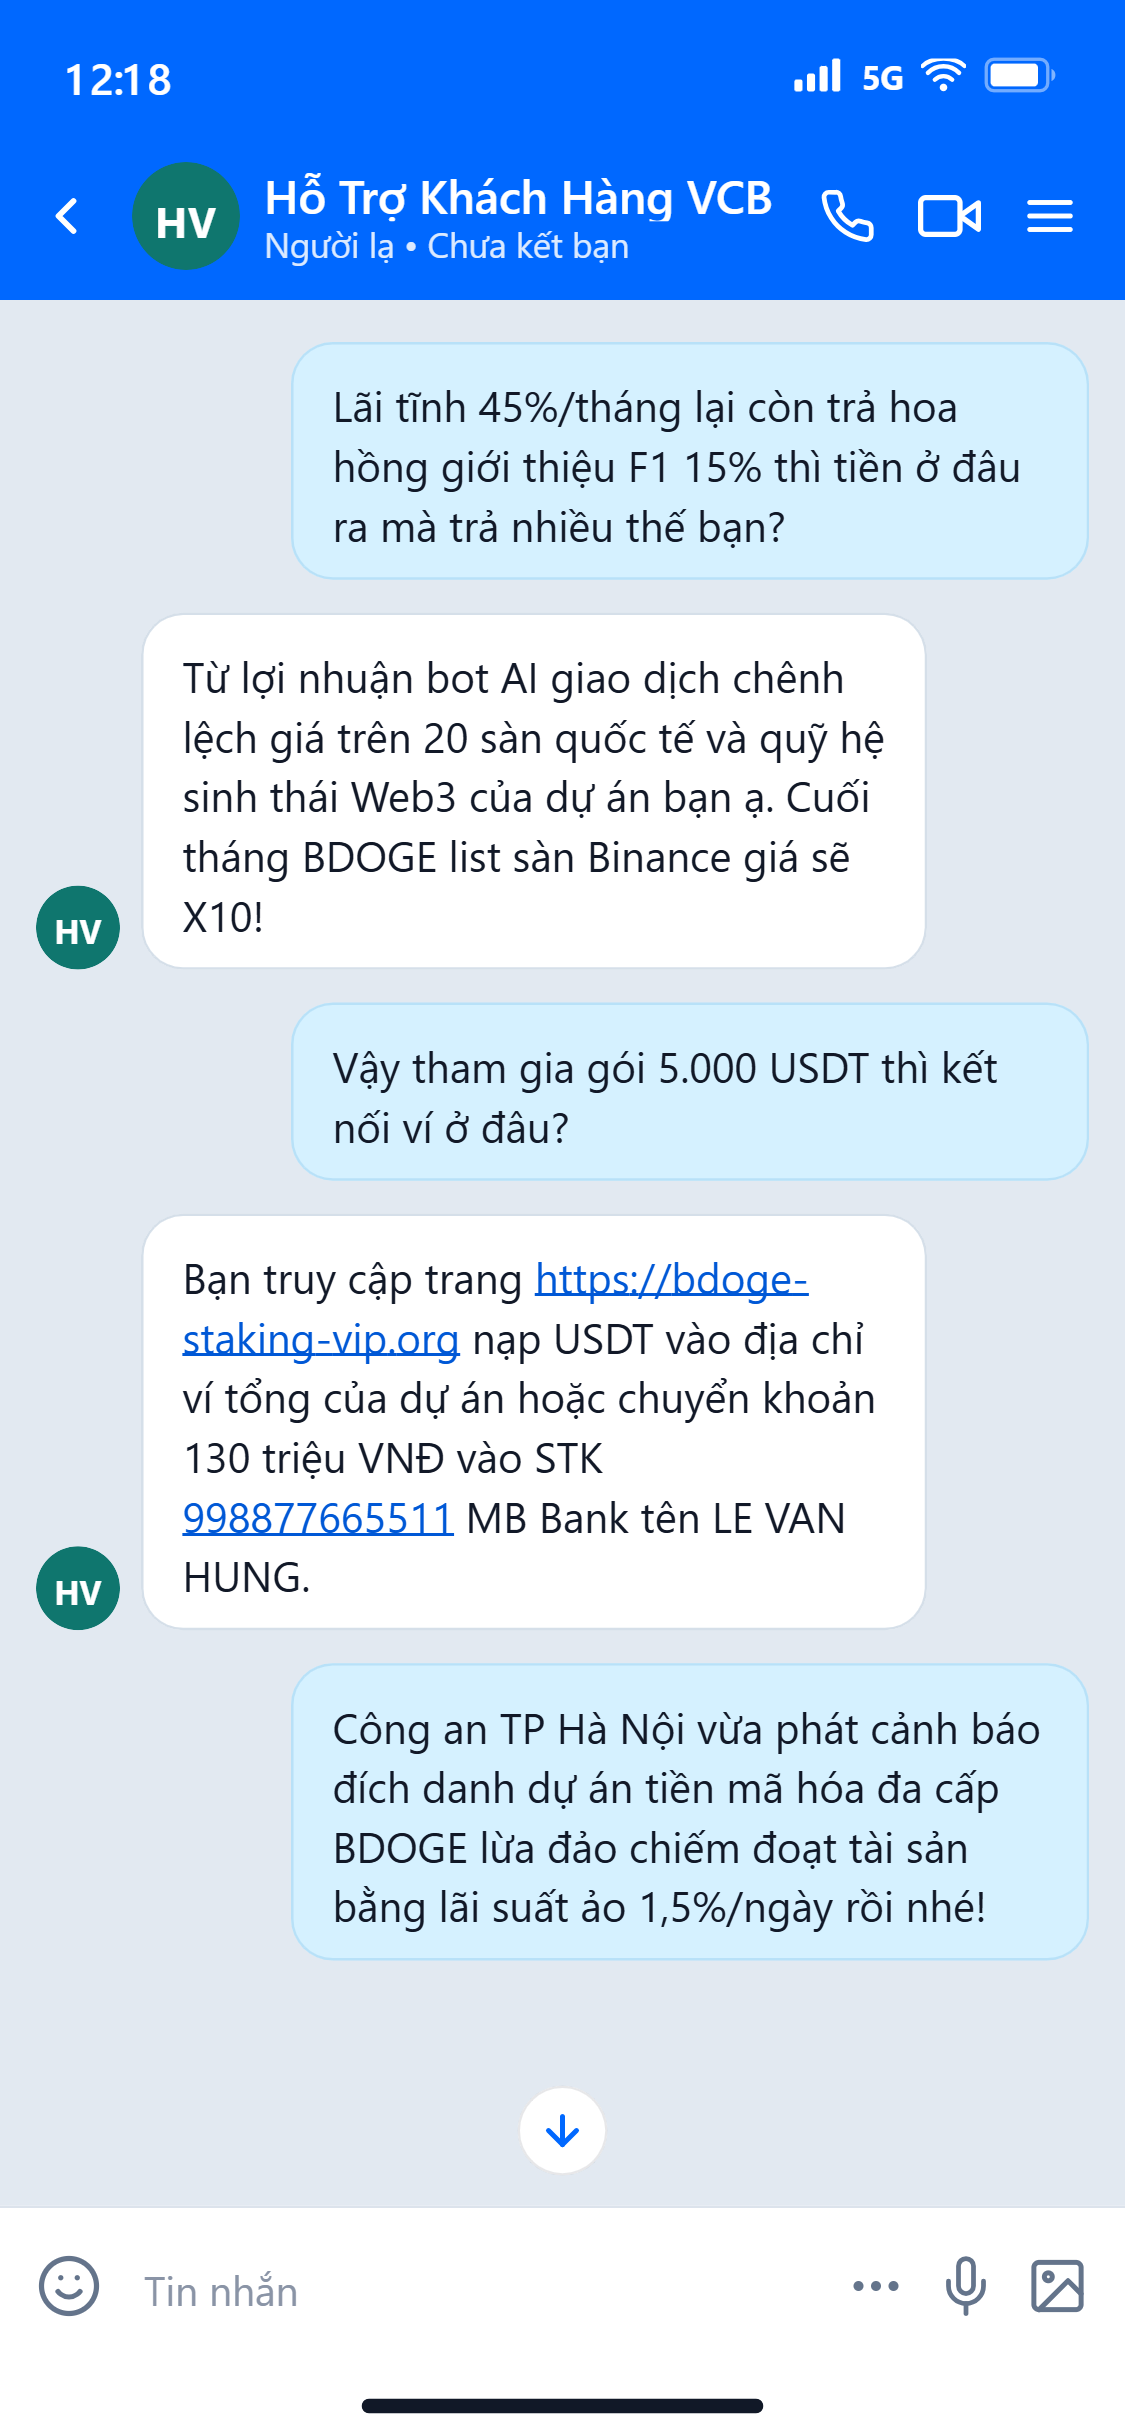 12:18
5G
HV
Hỗ Trợ Khách Hàng VCB
Người lạ • Chưa kết bạn
Lãi tĩnh 45%/tháng lại còn trả hoa
hồng giới thiệu F1 15% thì tiền ở đâu
ra mà trả nhiều thế bạn?
Từ lợi nhuận bot AI giao dịch chênh
lệch giá trên 20 sàn quốc tế và quỹ hệ
sinh thái Web3 của dự án bạn ạ. Cuối
tháng BDOGE list sàn Binance giá sẽ
X10!
HV
Vậy tham gia gói 5.000 USDT thì kết
nối ví ở đâu?
Bạn truy cập trang https://bdoge-
staking-vip.org nạp USDT vào địa chỉ
ví tổng của dự án hoặc chuyển khoản
130 triệu VNĐ vào STK
998877665511 MB Bank tên LE VAN
HUNG.
HV
Công an TP Hà Nội vừa phát cảnh báo
đích danh dự án tiền mã hóa đa cấp
BDOGE lừa đảo chiếm đoạt tài sản
bằng lãi suất ảo 1,5%/ngày rồi nhé!
Tin nhắn